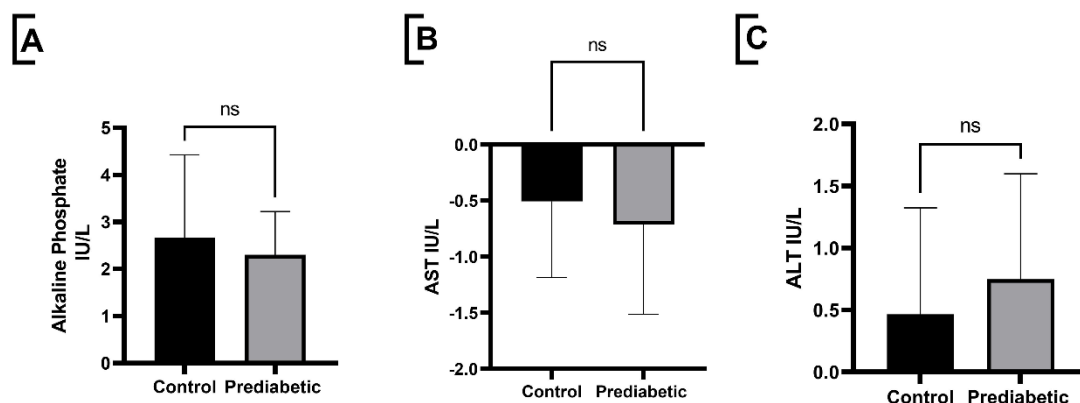 A
ns
Alkaline Phosphate
IU/L
5
4
3
2
1
0
Control Prediabetic
B
ns
AST IU/L
0.0
-0.5
-1.0
-1.5
-2.0
Control Prediabetic
C
ns
ALT IU/L
2.0
1.5
1.0
0.5
0.0
Control Prediabetic